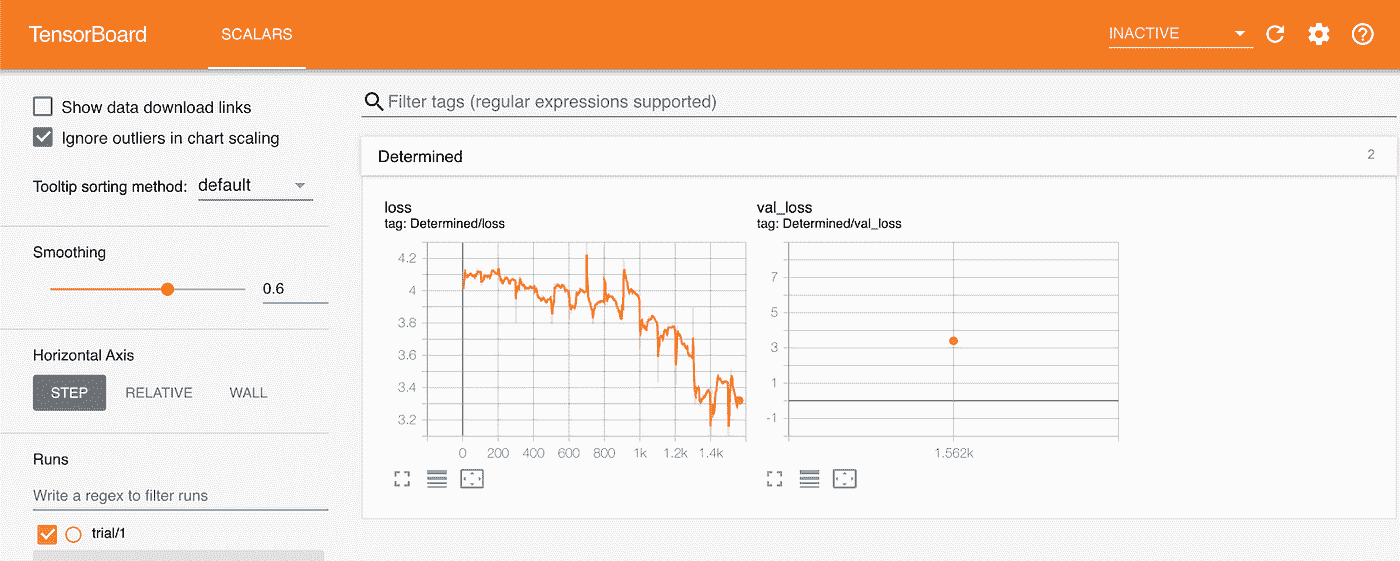 TensorBoard
SCALARS
INACTIVE
Show data download links
Ignore outliers in chart scaling
Tooltip sorting method: default
Smoothing
0.6
Horizontal Axis
STEP RELATIVE WALL
Runs
Write a regex to filter runs
trial/1
Filter tags (regular expressions supported)
Determined 2
loss
tag: Determined/loss
4.2
4
3.8
3.6
3.4
3.2
0 200 400 600 800 1k 1.2k 1.4k
val_loss
tag: Determined/val_loss
7
5
3
1
-1
1.562k